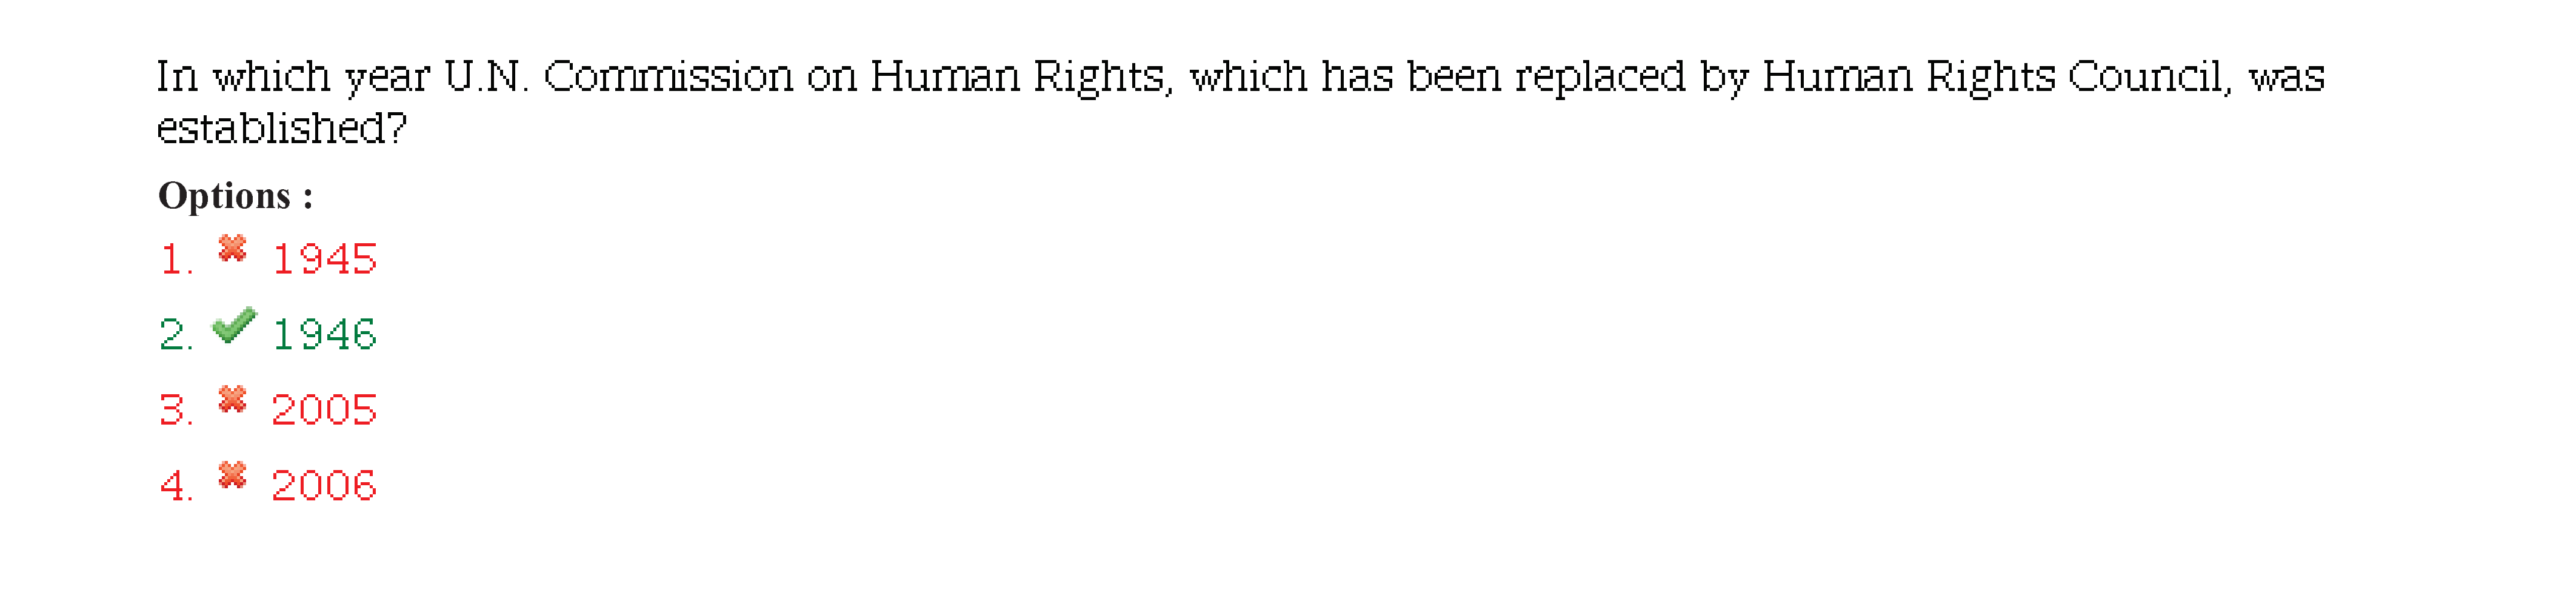 In which year U.N. Commission on Human Rights, which has been replaced by Human Rights Council, was
established?
Options :
1. 1945
2. 1946
3. 2005
4. 2006